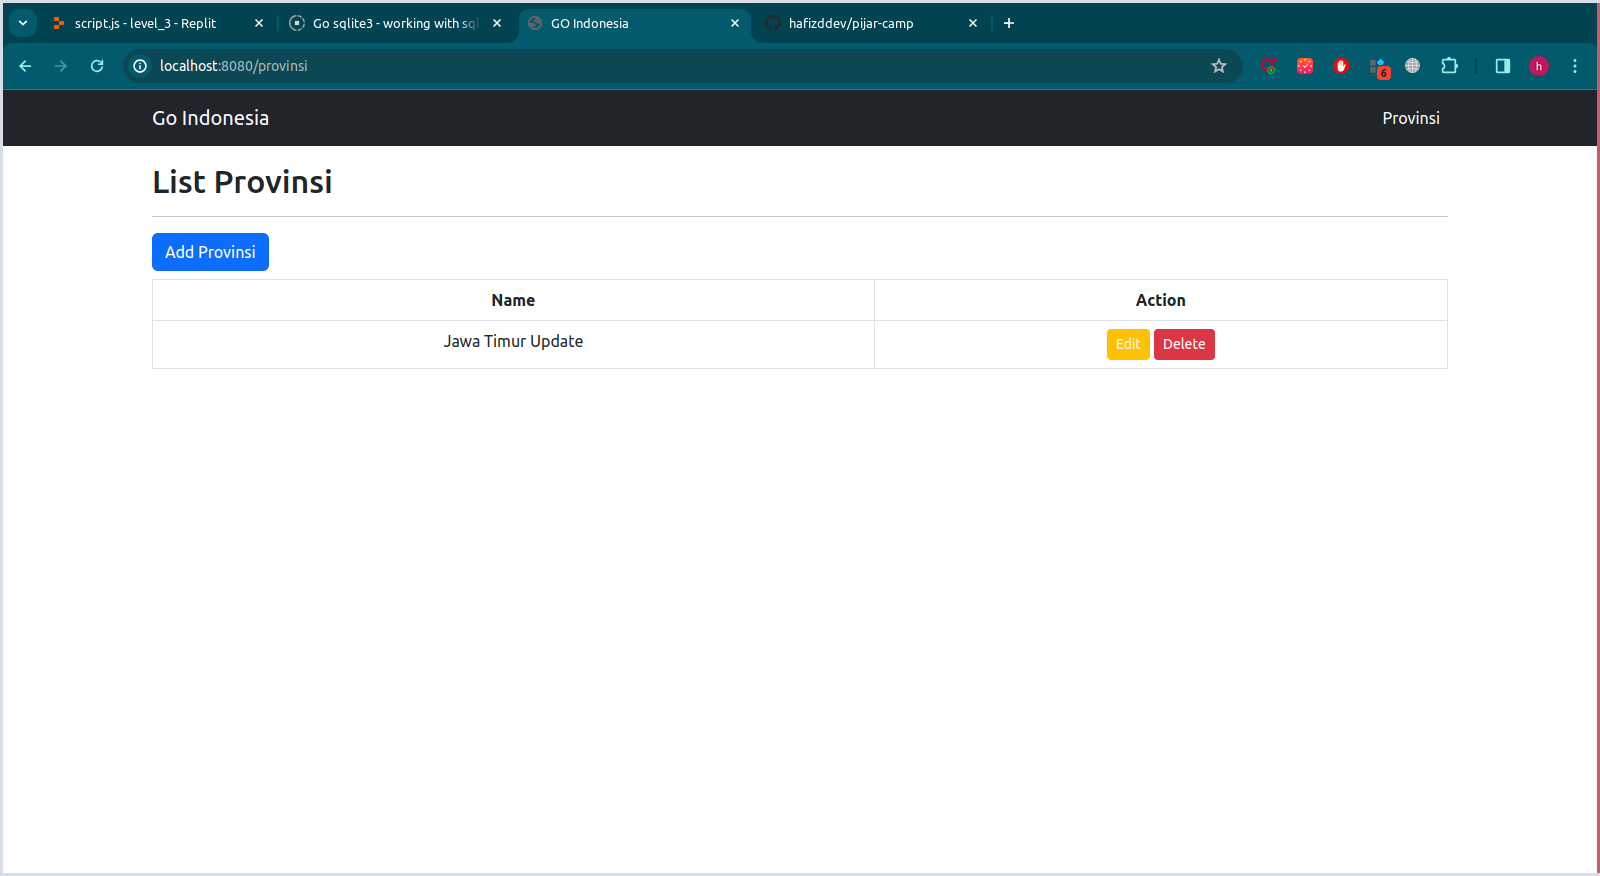 script.js - level_3 - Replit
Go sqlite3 - working with sql
GO Indonesia
hafizddev/pijar-camp
localhost:8080/provinsi
6
h
Go Indonesia
Provinsi
List Provinsi
Add Provinsi
Name Action
Jawa Timur Update Edit Delete